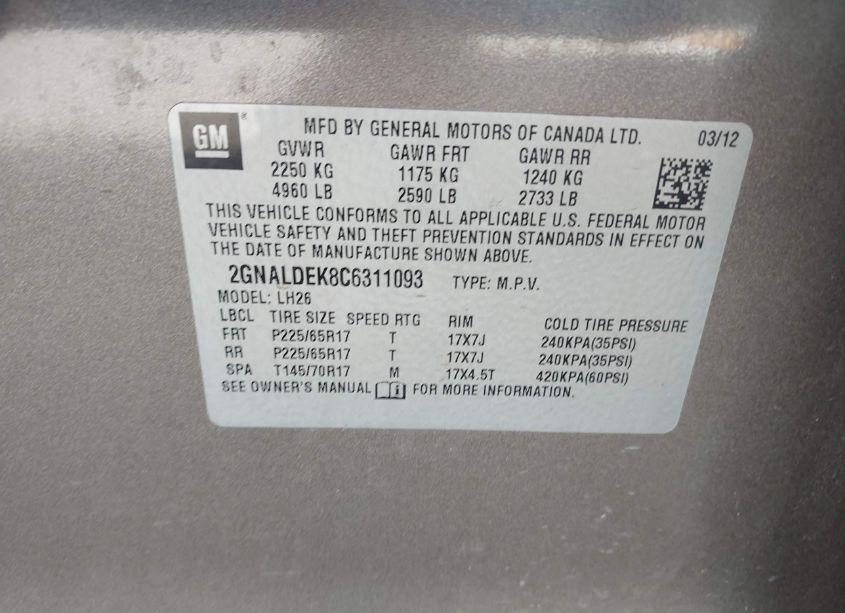 GM ® MFD BY GENERAL MOTORS OF CANADA LTD. 03/12
GVWR GAWR FRT GAWR RR
2250 KG 1175 KG 1240 KG
4960 LB 2590 LB 2733 LB
THIS VEHICLE CONFORMS TO ALL APPLICABLE U.S. FEDERAL MOTOR
VEHICLE SAFETY AND THEFT PREVENTION STANDARDS IN EFFECT ON
THE DATE OF MANUFACTURE SHOWN ABOVE.
2GNALDEK8C6311093 TYPE: M.P.V.
MODEL: LH26
LBCL TIRE SIZE SPEED RTG RIM COLD TIRE PRESSURE
FRT P225/65R17 T 17X7J 240KPA(35PSI)
RR P225/65R17 T 17X7J 240KPA(35PSI)
SPA T145/70R17 M 17X4.5T 420KPA(60PSI)
SEE OWNER'S MANUAL i FOR MORE INFORMATION.